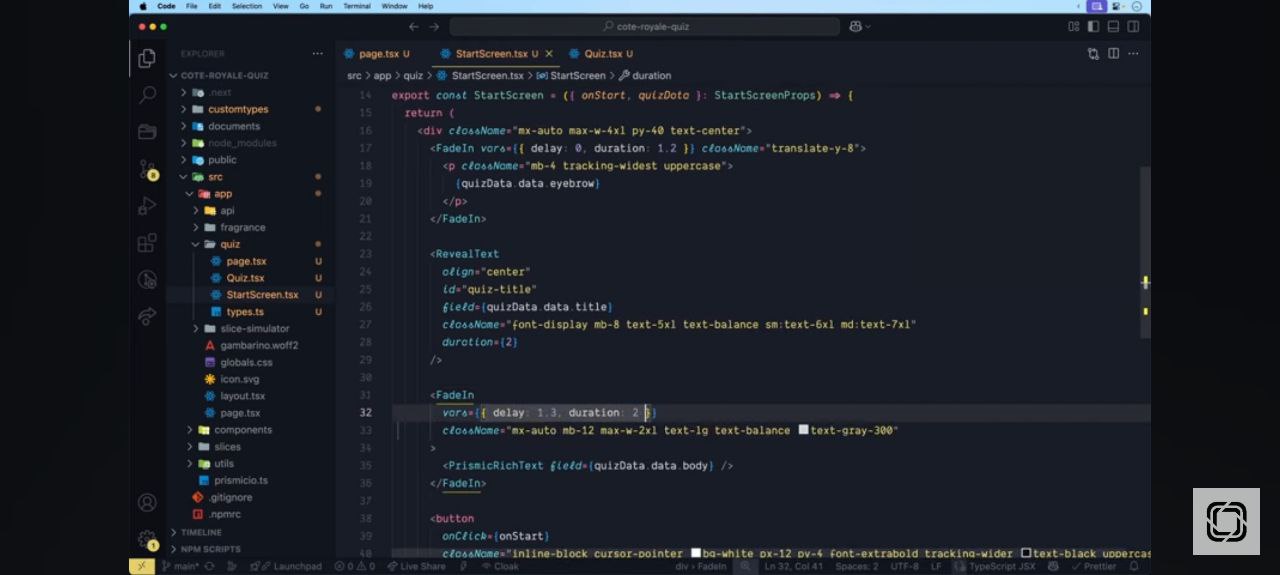 Code File Edit Selection View Go Run Terminal Window Help
cote-royale-quiz
EXPLORER
COTE-ROYALE-QUIZ
.next
customtypes
documents
node_modules
public
src
app
api
fragrance
quiz
page.tsx U
Quiz.tsx U
StartScreen.tsx U
types.ts U
slice-simulator
gambarino.woff2
globals.css
icon.svg
layout.tsx
page.tsx
components
slices
utils
prismicio.ts
.gitignore
.npmrc
TIMELINE
NPM SCRIPTS
8
1
page.tsx U StartScreen.tsx U Quiz.tsx U
src > app > quiz > StartScreen.tsx > StartScreen > duration
14 export const StartScreen = ({ onStart, quizData }: StartScreenProps) => {
15 return (
16 <div className="mx-auto max-w-4xl py-40 text-center">
17 <FadeIn vars={{ delay: 0, duration: 1.2 }} className="translate-y-8">
18 <p className="mb-4 tracking-widest uppercase">
19 {quizData.data.eyebrow}
20 </p>
21 </FadeIn>
22
23 <RevealText
24 align="center"
25 id="quiz-title"
26 field={quizData.data.title}
27 className="font-display mb-8 text-5xl text-balance sm:text-6xl md:text-7xl"
28 duration={2}
29 />
30
31 <FadeIn
32 vars={{ delay: 1.3, duration: 2 }}
33 className="mx-auto mb-12 max-w-2xl text-lg text-balance text-gray-300"
34 >
35 <PrismicRichText field={quizData.data.body} />
36 </FadeIn>
37
38 <button
39 onClick={onStart}
40 className="inline-block cursor-pointer bg-white px-12 py-4 font-extrabold tracking-wider text-black uppercase
main* Launchpad 0 0 Live Share Cloak div > FadeIn Ln 32, Col 41 Spaces: 2 UTF-8 LF TypeScript JSX Prettier